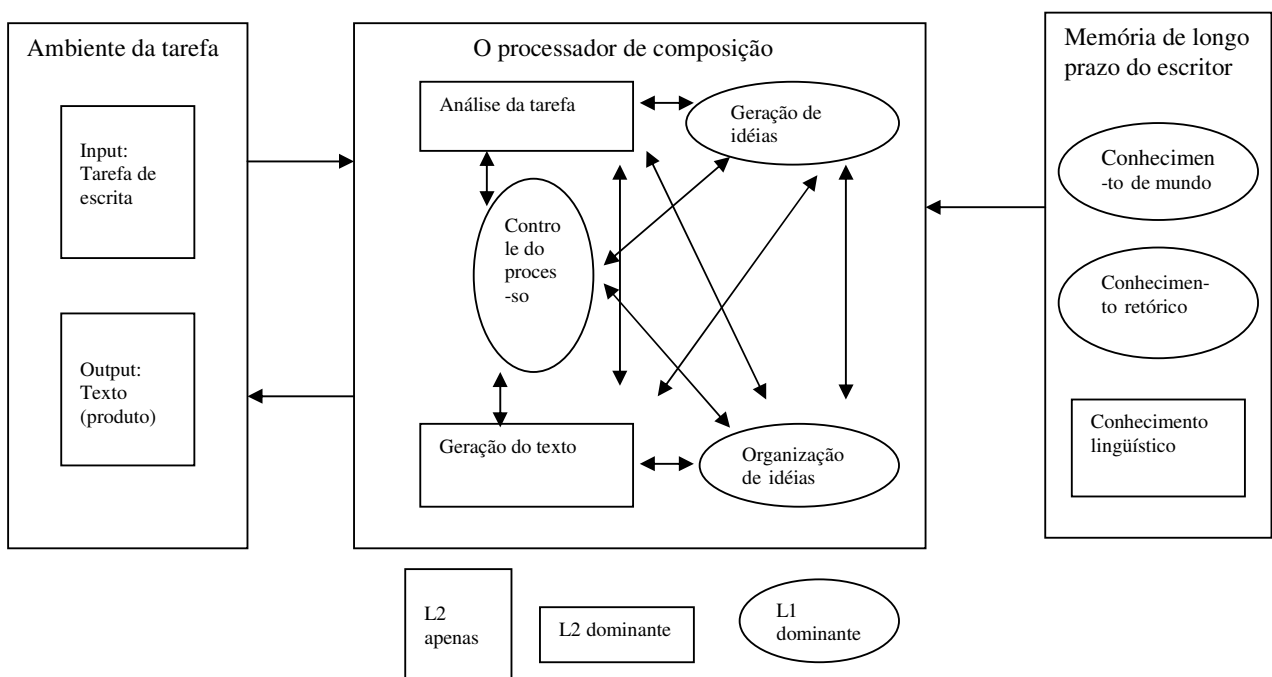 Ambiente da tarefa
Input:
Tarefa de
escrita
Output:
Texto
(produto)
O processador de composição
Análise da tarefa
Geração de
idéias
Contro
le do
proces
-so
Geração do texto
Organização
de idéias
Memória de longo
prazo do escritor
Conhecimen
-to de mundo
Conhecimen-
to retórico
Conhecimento
lingüístico
L2
apenas
L2 dominante
L1
dominante